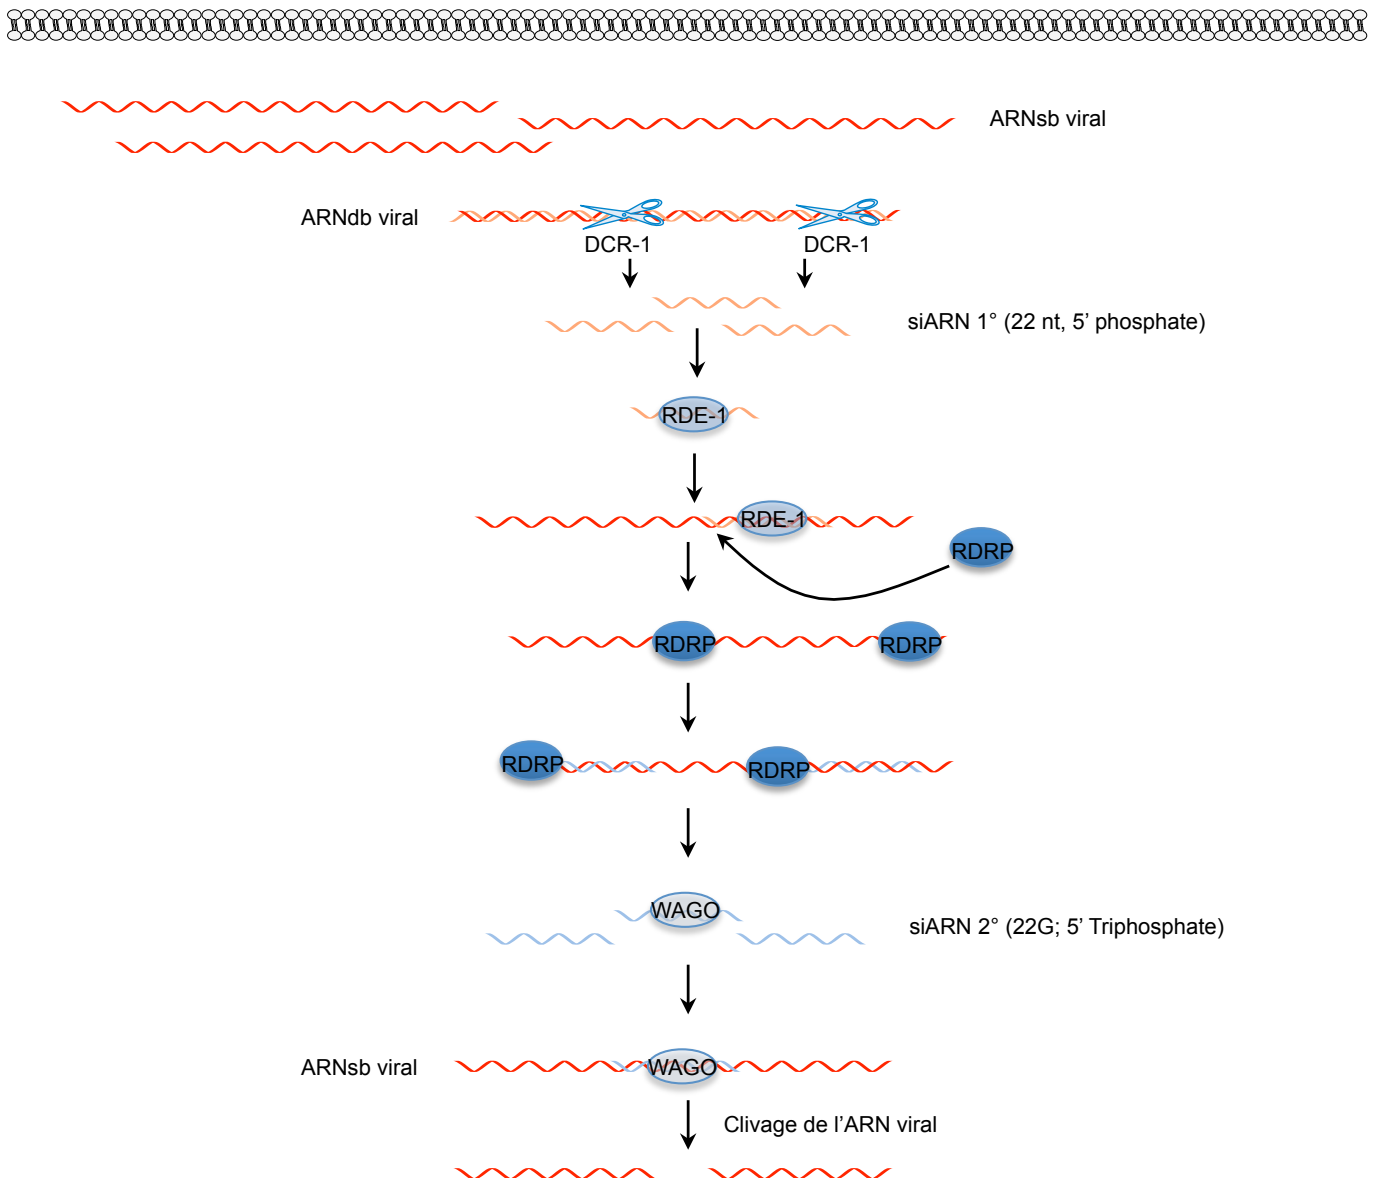 ARNsb viral
ARNdb viral
DCR-1
DCR-1
siARN 1° (22 nt, 5’ phosphate)
RDE-1
RDE-1
RDRP
RDRP
RDRP
RDRP
RDRP
WAGO
siARN 2° (22G; 5’ Triphosphate)
ARNsb viral
WAGO
Clivage de l’ARN viral